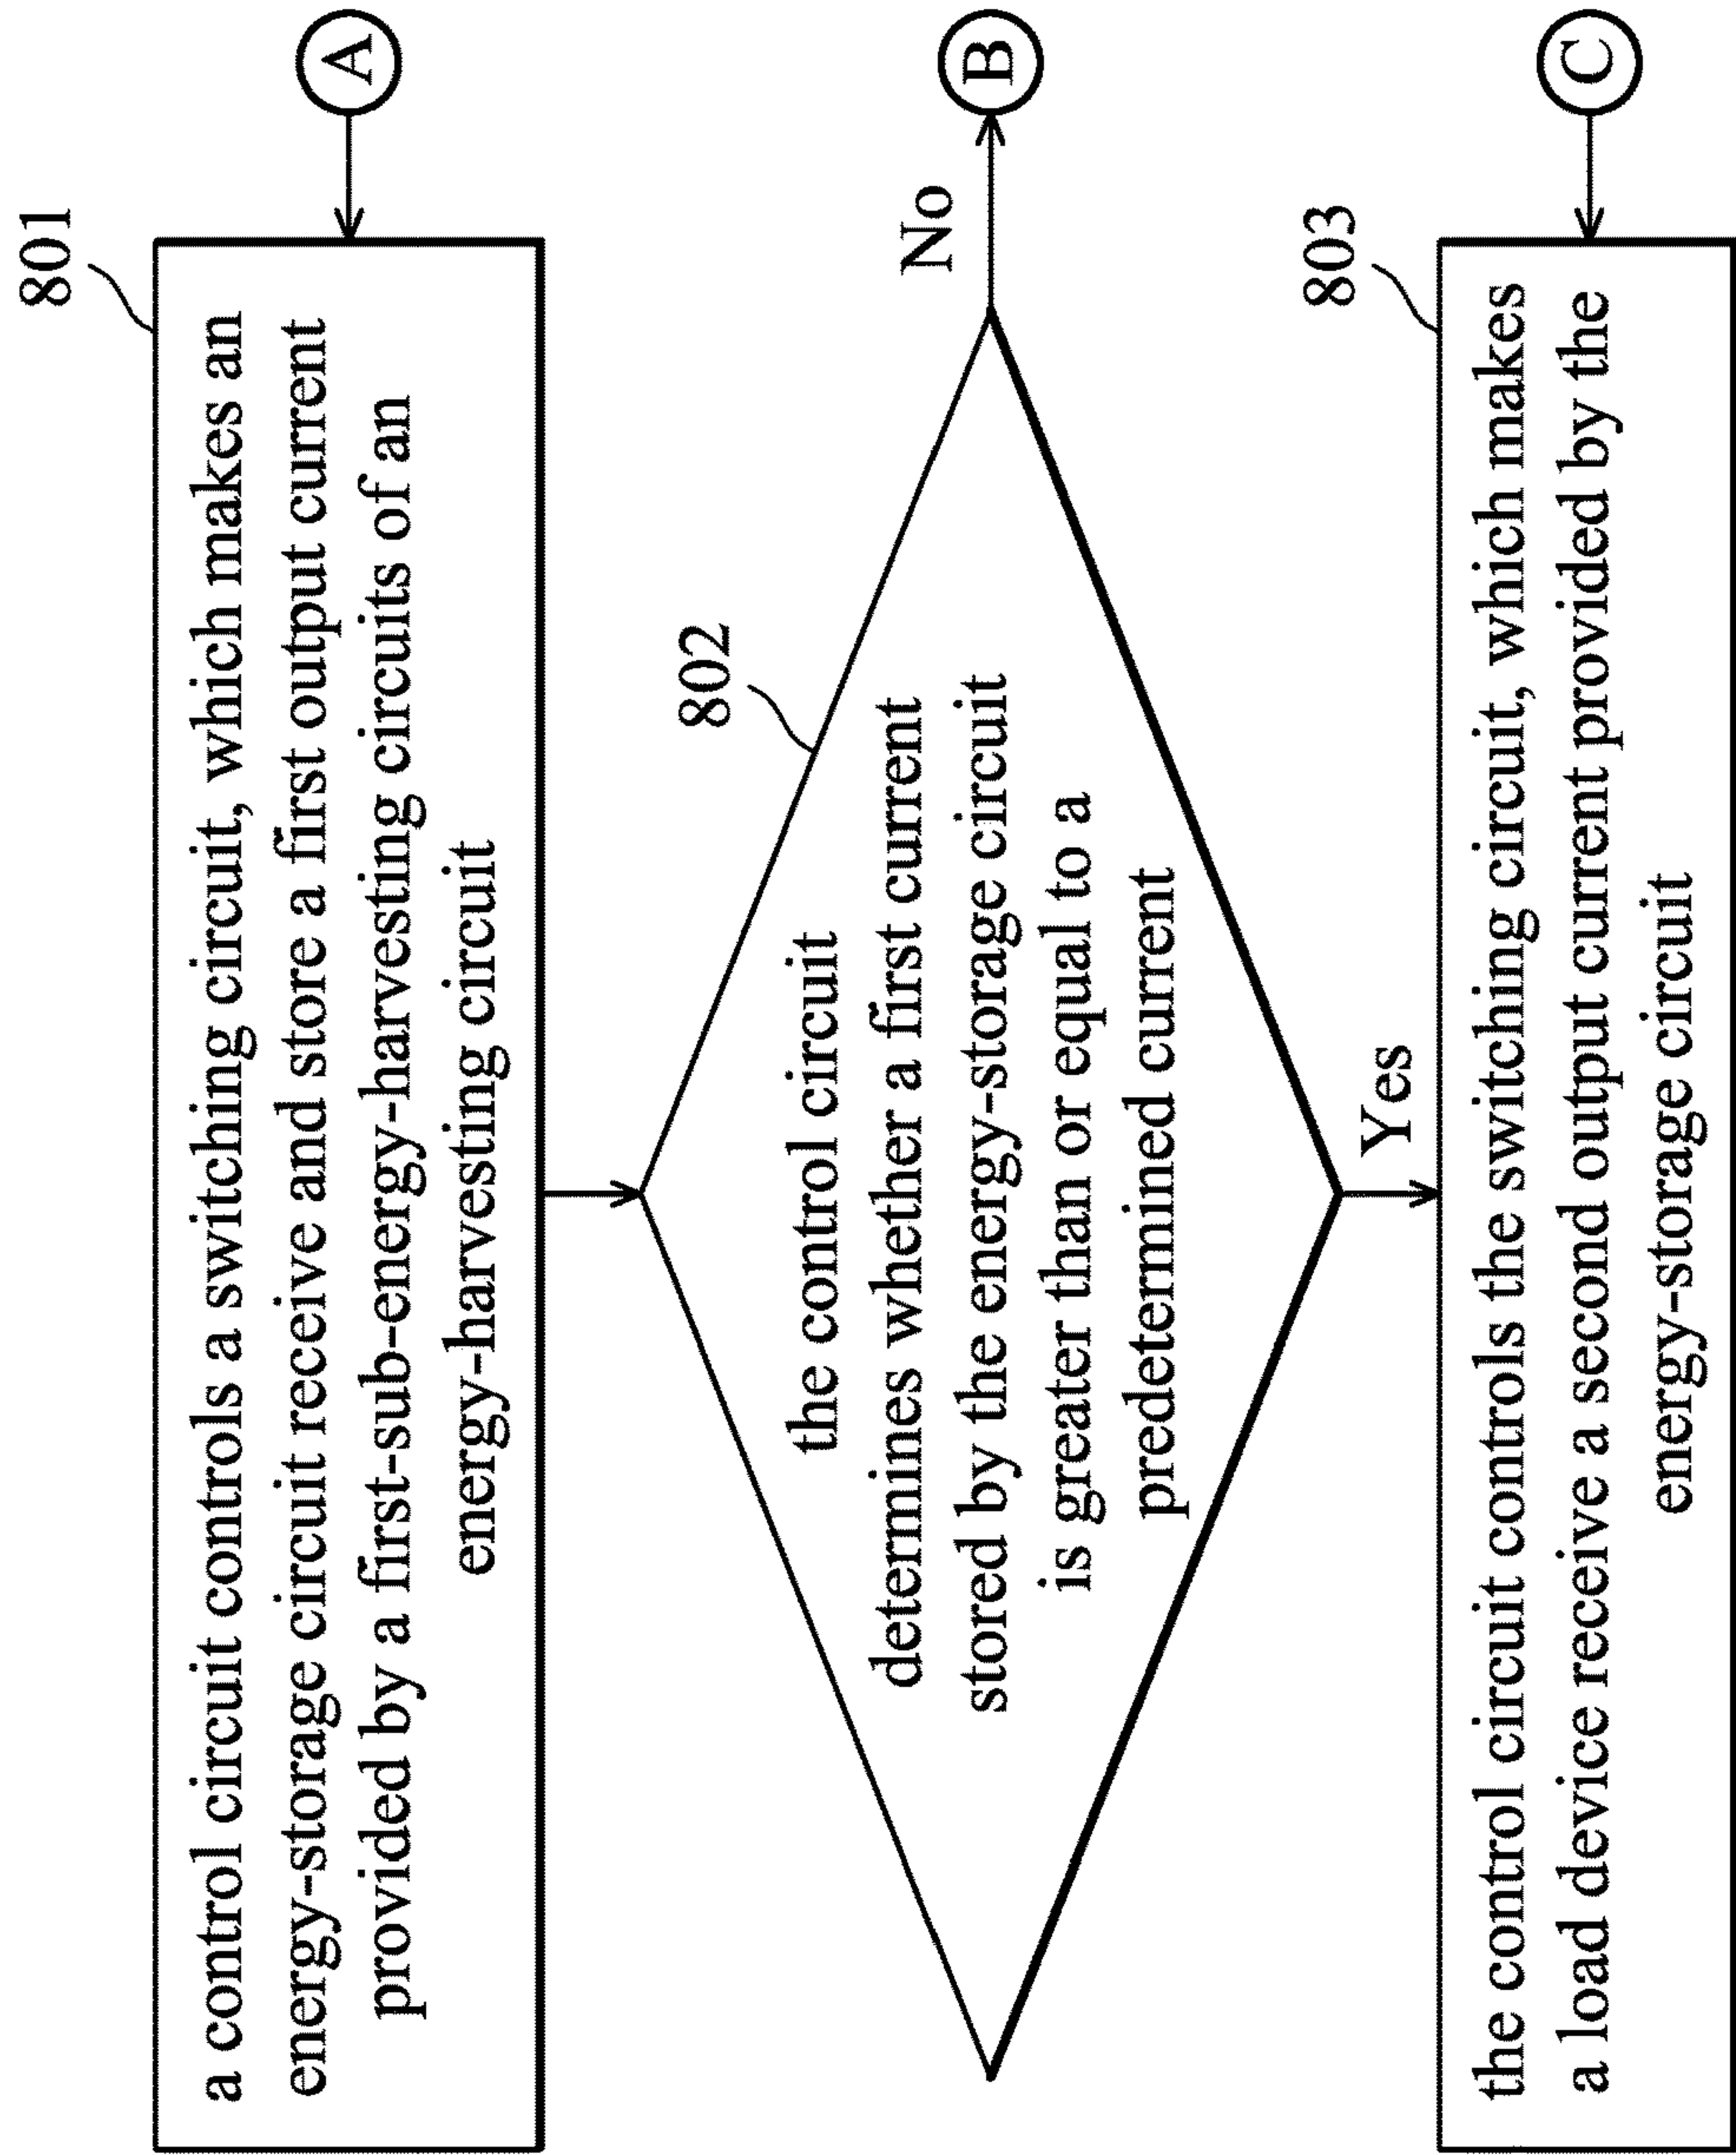 801
a control circuit controls a switching circuit, which makes an
energy-storage circuit receive and store a first output current
provided by a first-sub-energy-harvesting circuits of an
energy-harvesting circuit
A
802
the control circuit
determines whether a first current
stored by the energy-storage circuit
is greater than or equal to a
predetermined current
No
B
Yes
803
the control circuit controls the switching circuit, which makes
a load device receive a second output current provided by the
energy-storage circuit
C